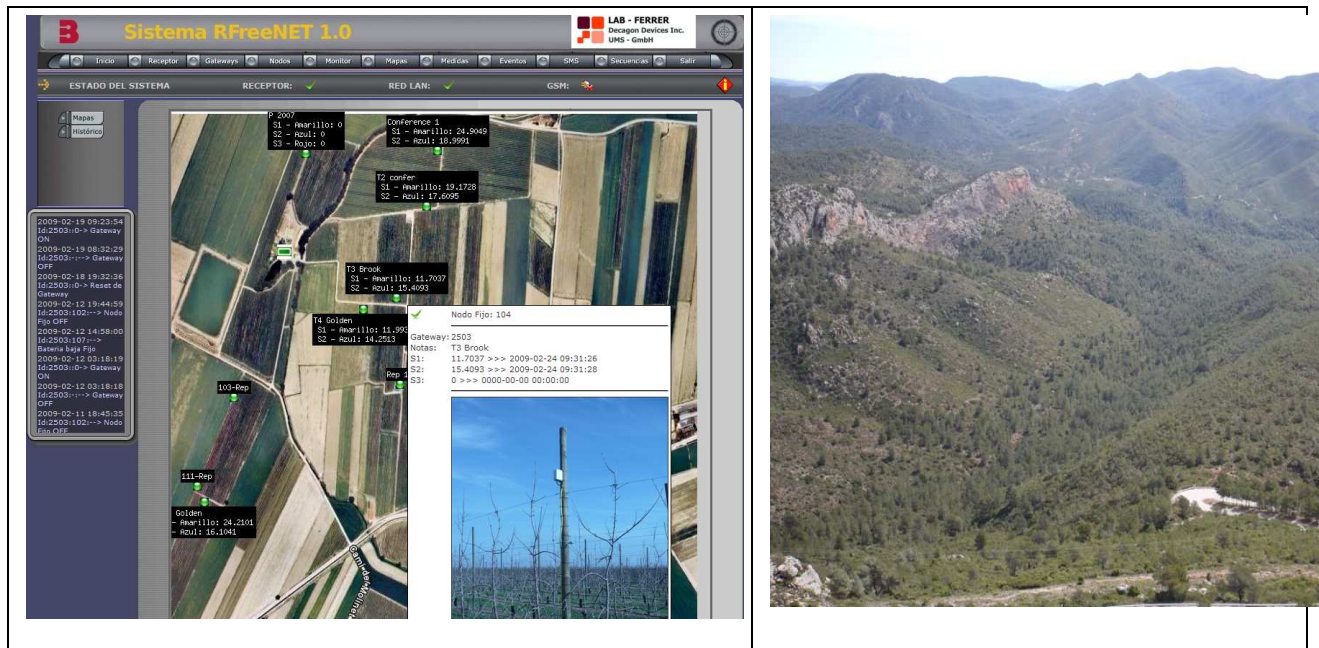 Sistema RFreeNET 1.0
LAB - FERRER
Decagon Devices Inc.
UMS - GmbH
Inicio Receptor Gateways Nodos Monitor Mapas Medidas Eventos SMS Secuencias Salir
ESTADO DEL SISTEMA RECEPTOR: RED LAN: GSM:
Mapas
Histórico
2009-02-19 09:23:54
Id:2503::0-> Gateway
ON
2009-02-19 08:32:29
Id:2503:-:--> Gateway
OFF
2009-02-18 19:32:36
Id:2503::0-> Reset de
Gateway
2009-02-12 19:44:59
Id:2503:102:--> Nodo
Fijo OFF
2009-02-12 14:58:00
Id:2503:107:-->
Bateria baja Fijo
2009-02-12 03:18:19
Id:2503::0-> Gateway
ON
2009-02-12 03:18:18
Id:2503:-:--> Gateway
OFF
2009-02-11 18:45:35
Id:2503:102:--> Nodo
Fijo OFF
P 2007
S1 - Amarillo: 0
S2 - Azul: 0
S3 - Rojo: 0
Conference 1
S1 - Amarillo: 24.9049
S2 - Azul: 18.9991
T2 confer
S1 - Amarillo: 19.1728
S2 - Azul: 17.6095
T3 Brook
S1 - Amarillo: 11.7037
S2 - Azul: 15.4093
T4 Golden
S1 - Amarillo: 11.993
S2 - Azul: 14.2513
Rep 1
103-Rep
111-Rep
Golden
- Amarillo: 24.2101
- Azul: 16.1041
Camí de Moline
Nodo Fijo: 104
Gateway: 2503
Notas: T3 Brook
S1: 11.7037 >>> 2009-02-24 09:31:26
S2: 15.4093 >>> 2009-02-24 09:31:28
S3: 0 >>> 0000-00-00 00:00:00